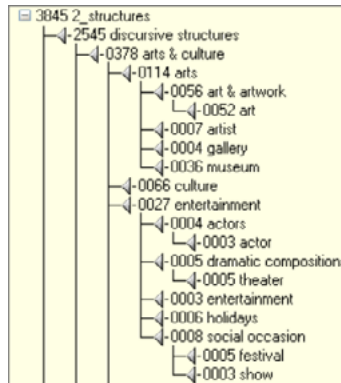 3845 2_structures
2545 discursive structures
0378 arts & culture
0114 arts
0056 art & artwork
0052 art
0007 artist
0004 gallery
0036 museum
0066 culture
0027 entertainment
0004 actors
0003 actor
0005 dramatic composition
0005 theater
0003 entertainment
0006 holidays
0008 social occasion
0005 festival
0003 show